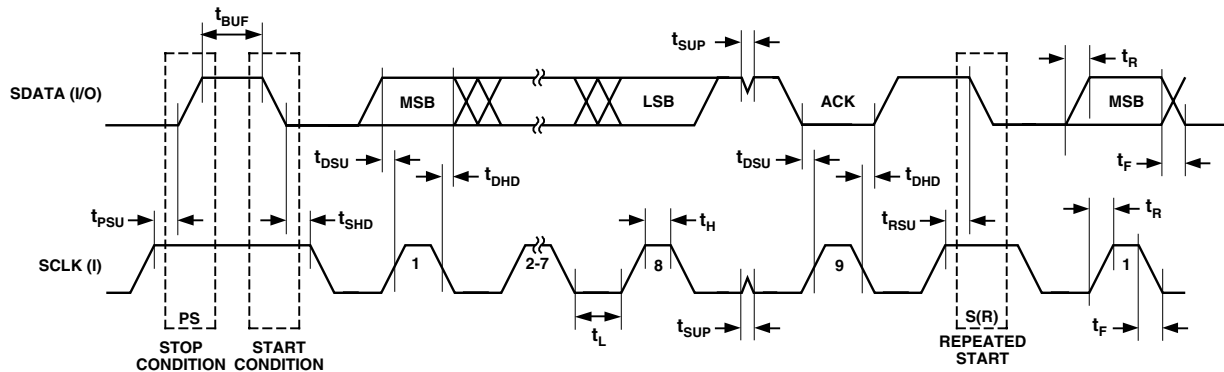 tBUF
tSUP
tR
SDATA (I/O)
MSB
LSB
ACK
MSB
tDSU
tDHD
tDSU
tDHD
tF
tPSU
tSHD
tH
tRSU
tR
SCLK (I)
1
2-7
8
9
1
PS
tL
tSUP
S(R)
tF
STOP
CONDITION
START
CONDITION
REPEATED
START